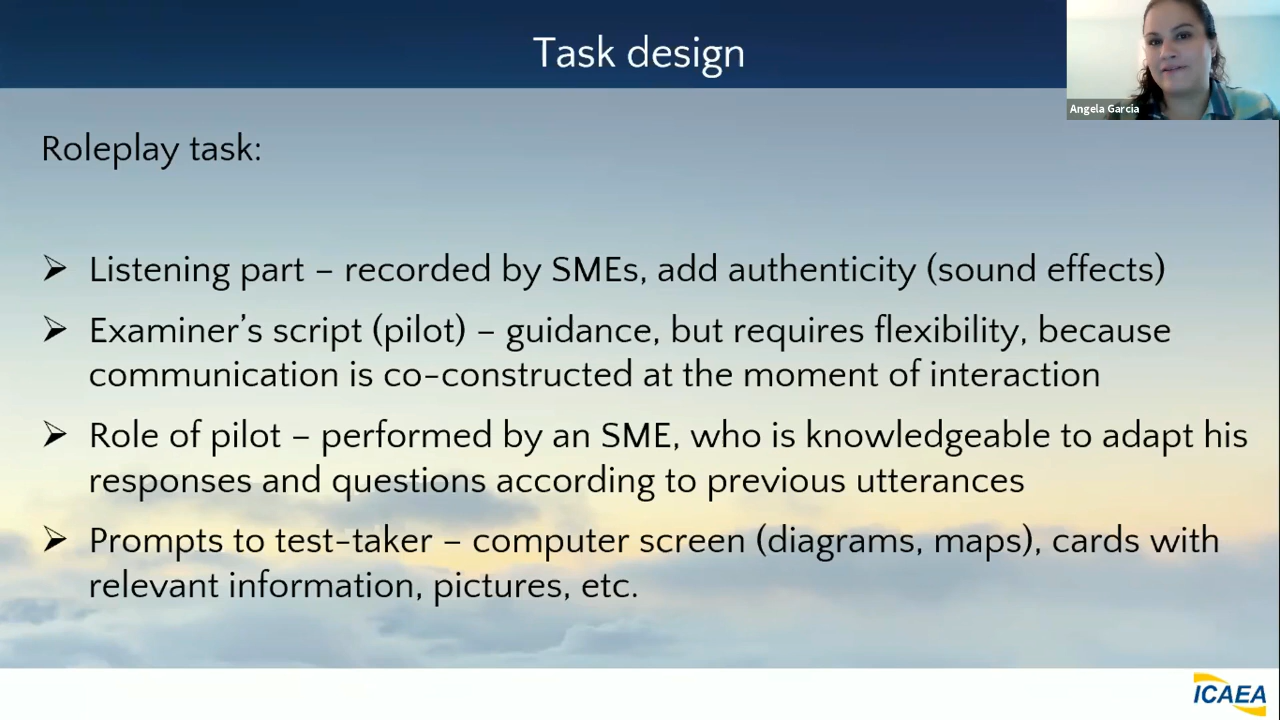 Task design
Angela Garcia
Roleplay task:
➢ Listening part – recorded by SMEs, add authenticity (sound effects)
➢ Examiner’s script (pilot) – guidance, but requires flexibility, because
communication is co-constructed at the moment of interaction
➢ Role of pilot – performed by an SME, who is knowledgeable to adapt his
responses and questions according to previous utterances
➢ Prompts to test-taker – computer screen (diagrams, maps), cards with
relevant information, pictures, etc.
ICAEA